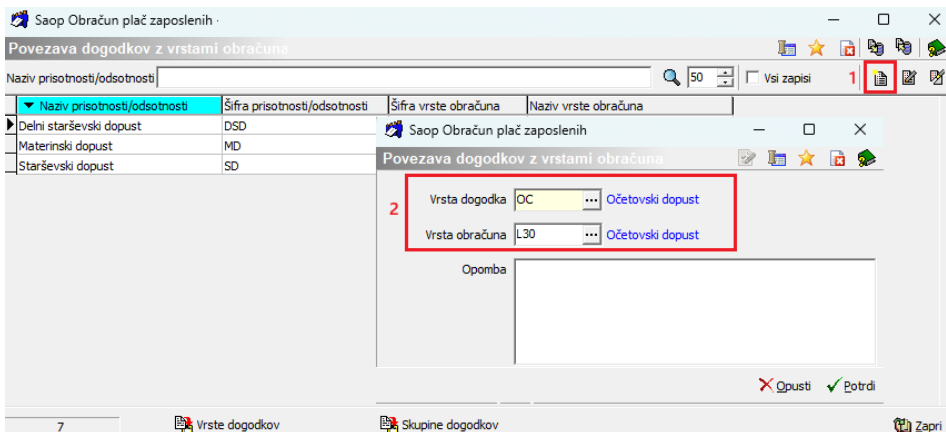 Saop Obračun plač zaposlenih ·
Povezava dogodkov z vrstami obračuna
Naziv prisotnosti/odsotnosti 50 Vsi zapisi 1
Naziv prisotnosti/odsotnosti Šifra prisotnosti/odsotnosti Šifra vrste obračuna Naziv vrste obračuna
Delni starševski dopust DSD
Materinski dopust MD
Starševski dopust SD
Saop Obračun plač zaposlenih
Povezava dogodkov z vrstami obračuna
2
Vrsta dogodka OC ... Očetovski dopust
Vrsta obračuna L30 ... Očetovski dopust
Opomba
Opusti Potrdi
7 Vrste dogodkov Skupine dogodkov Zapri